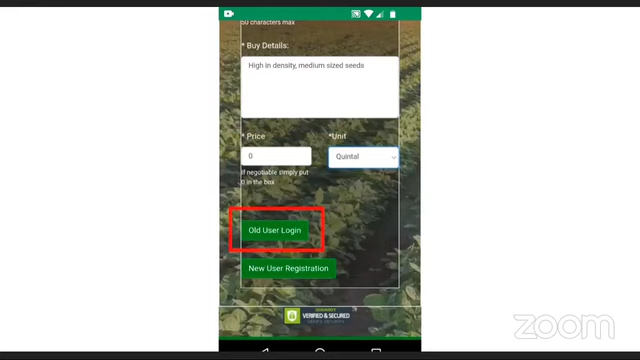 50 characters max
* Buy Details:
High in density, medium sized seeds
* Price
*Unit
0
Quintal
If negotiable simply put
0 in the box
Old User Login
New User Registration
VERIFIED & SECURED
zoom